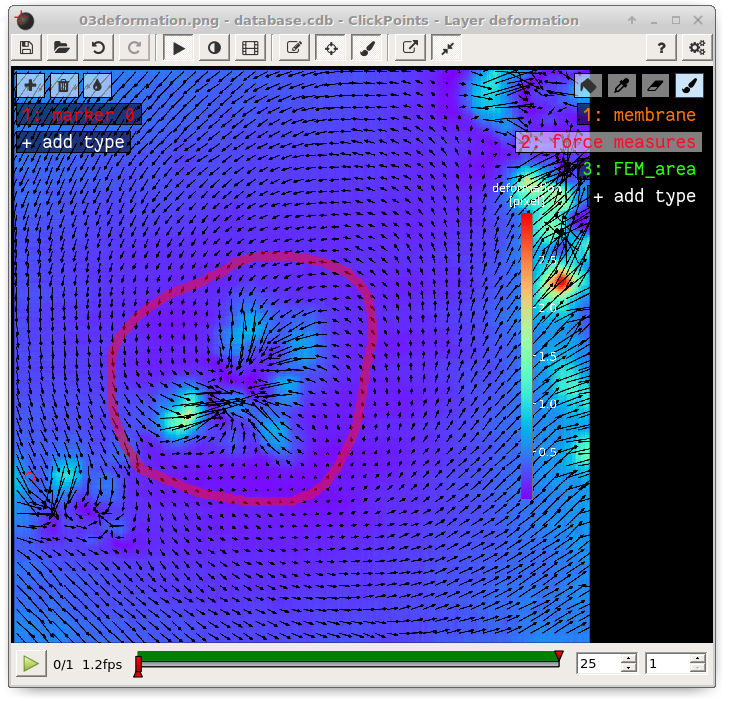 03deformation.png - database.cdb - ClickPoints - Layer deformation
?
1: marker 0
+ add type
1: membrane
2: force measures
3: FEM_area
+ add type
deformation
[pixel]
2.5
2.0
1.5
1.0
0.5
0/1 1.2fps
25
1